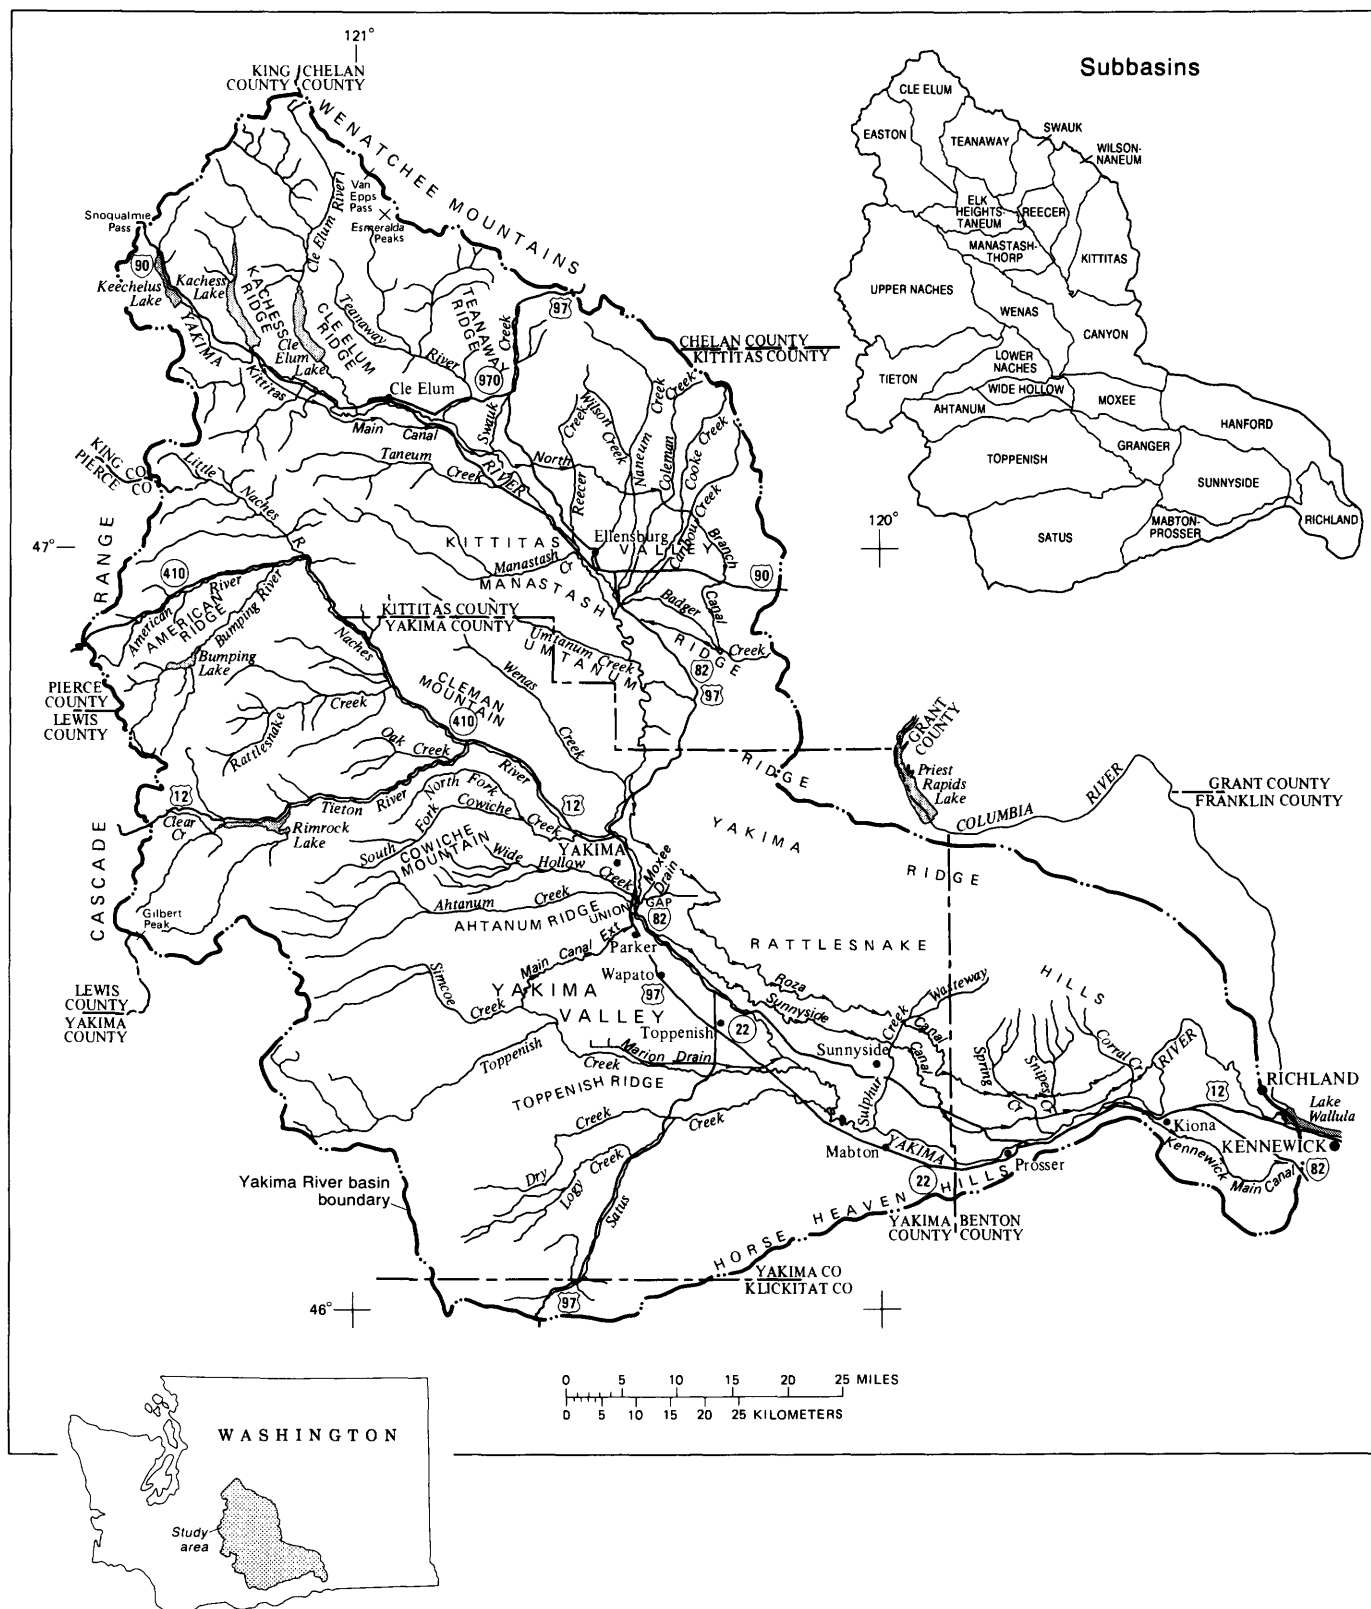 121°
KING CHELAN
COUNTY COUNTY
WENATCHEE MOUNTAINS
Snoqualmie
Pass
Van
Epps
Pass
Esmeralda
Peaks
90
Keechelus
Lake
Kachess
Lake
KACHESS
RIDGE
Cle Elum River
Cle
Elum
Lake
CLE ELUM
RIDGE
Teanaway
River
TEANAWAY
RIDGE
Creek
97
970
YAKIMA
Kittitas
Cle Elum
Main Canal
Swauk
RIVER
CHELAN COUNTY
KITTITAS COUNTY
KING CO
PIERCE CO
Little
Naches
R
Taneum
Creek
North
Reecer
Creek
Wilson
Creek
Naneum
Creek
Coleman
Creek
Cooke Creek
Caribou Creek
Branch
Canal
47°
RANGE
410
American River
AMERICAN
RIDGE
Bumping River
Bumping
Lake
KITTITAS
VALLEY
Ellensburg
Manastash
Cr
MANASTASH
RIDGE
90
Badger
Creek
KITTITAS COUNTY
YAKIMA COUNTY
Naches
Umtanum Creek
UMTANUM
82
97
PIERCE
COUNTY
LEWIS
COUNTY
Rattlesnake
Creek
CLEMAN
MOUNTAIN
410
Wenas
Creek
Oak
Creek
River
RIDGE
12
Clear
Cr
Tieton River
Rimrock
Lake
North Fork
Cowiche
Creek
South Fork
COWICHE
MOUNTAIN
12
YAKIMA
Wide
Hollow
Creek
Moxee
Drain
YAKIMA
RIDGE
GRANT
COUNTY
Priest
Rapids
Lake
COLUMBIA RIVER
GRANT COUNTY
FRANKLIN COUNTY
CASCADE
Gilbert
Peak
Ahtanum Creek
AHTANUM RIDGE
UNION
GAP
82
Parker
Main Canal Ext
LEWIS
COUNTY
YAKIMA
COUNTY
Simcoe
Creek
YAKIMA
VALLEY
Wapato
97
RATTLESNAKE
HILLS
Roza
Canal
Sunnyside
Canal
Wasteway
Creek
Sulphur
Toppenish
22
Sunnyside
Toppenish
Creek
Marion Drain
TOPPENISH RIDGE
Spring
Cr
Snipes Cr
Corral Cr
RIVER
12
RICHLAND
Lake
Wallula
Kiona
KENNEWICK
82
Kennewick
Main Canal
Creek
Creek
Dry
Logy Creek
Satus
Mabton
YAKIMA
Prosser
22
HORSE HEAVEN HILLS
YAKIMA BENTON
COUNTY COUNTY
Yakima River basin
boundary
YAKIMA CO
KLICKITAT CO
97
46°
0 5 10 15 20 25 MILES
0 5 10 15 20 25 KILOMETERS
Subbasins
CLE ELUM
EASTON
TEANAWAY
SWAUK
WILSON-
NANEUM
ELK
HEIGHTS-
TANEUM
REECER
MANASTASH-
THORP
KITTITAS
UPPER NACHES
WENAS
CANYON
TIETON
LOWER
NACHES
WIDE HOLLOW
AHTANUM
MOXEE
HANFORD
TOPPENISH
GRANGER
SUNNYSIDE
SATUS
MABTON-
PROSSER
RICHLAND
120°
WASHINGTON
Study
area